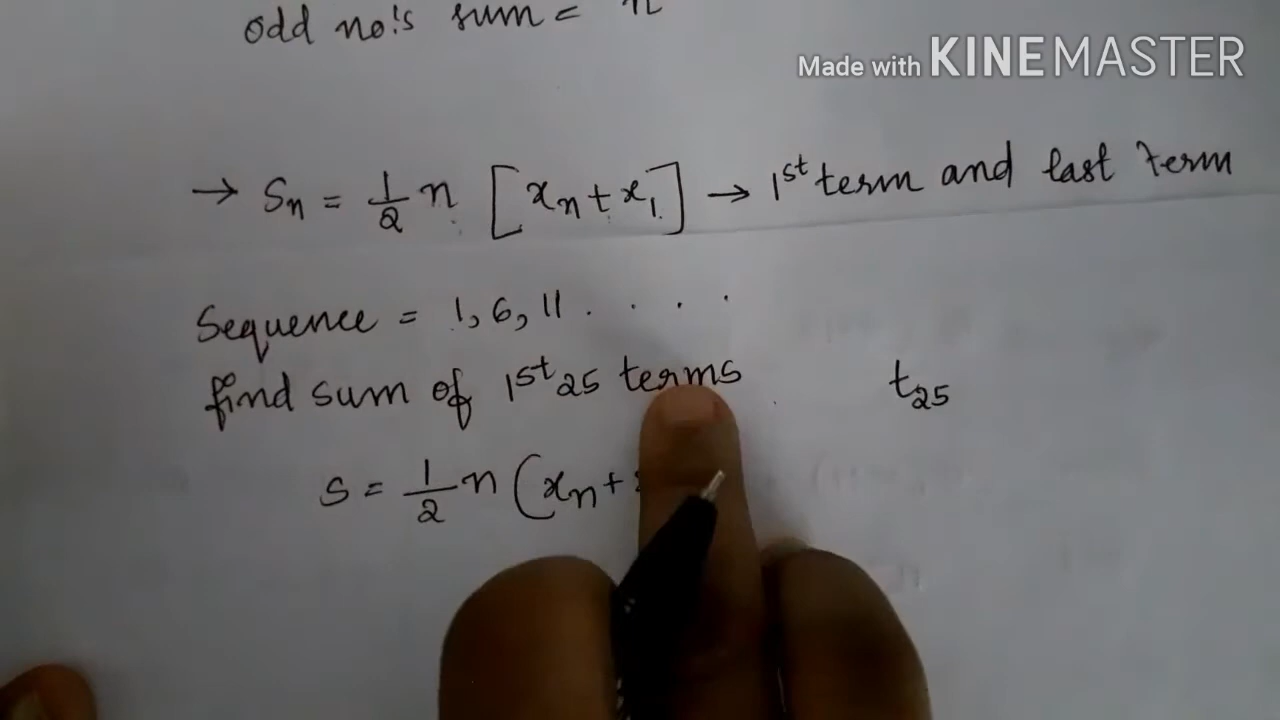 odd no!s sum =
Made with KINEMASTER
→ Sn = 1/2 n [xn + x1] → 1st term and last term
Sequence = 1, 6, 11 . . . .
find sum of 1st 25 terms
t25
S = 1/2 n (xn +